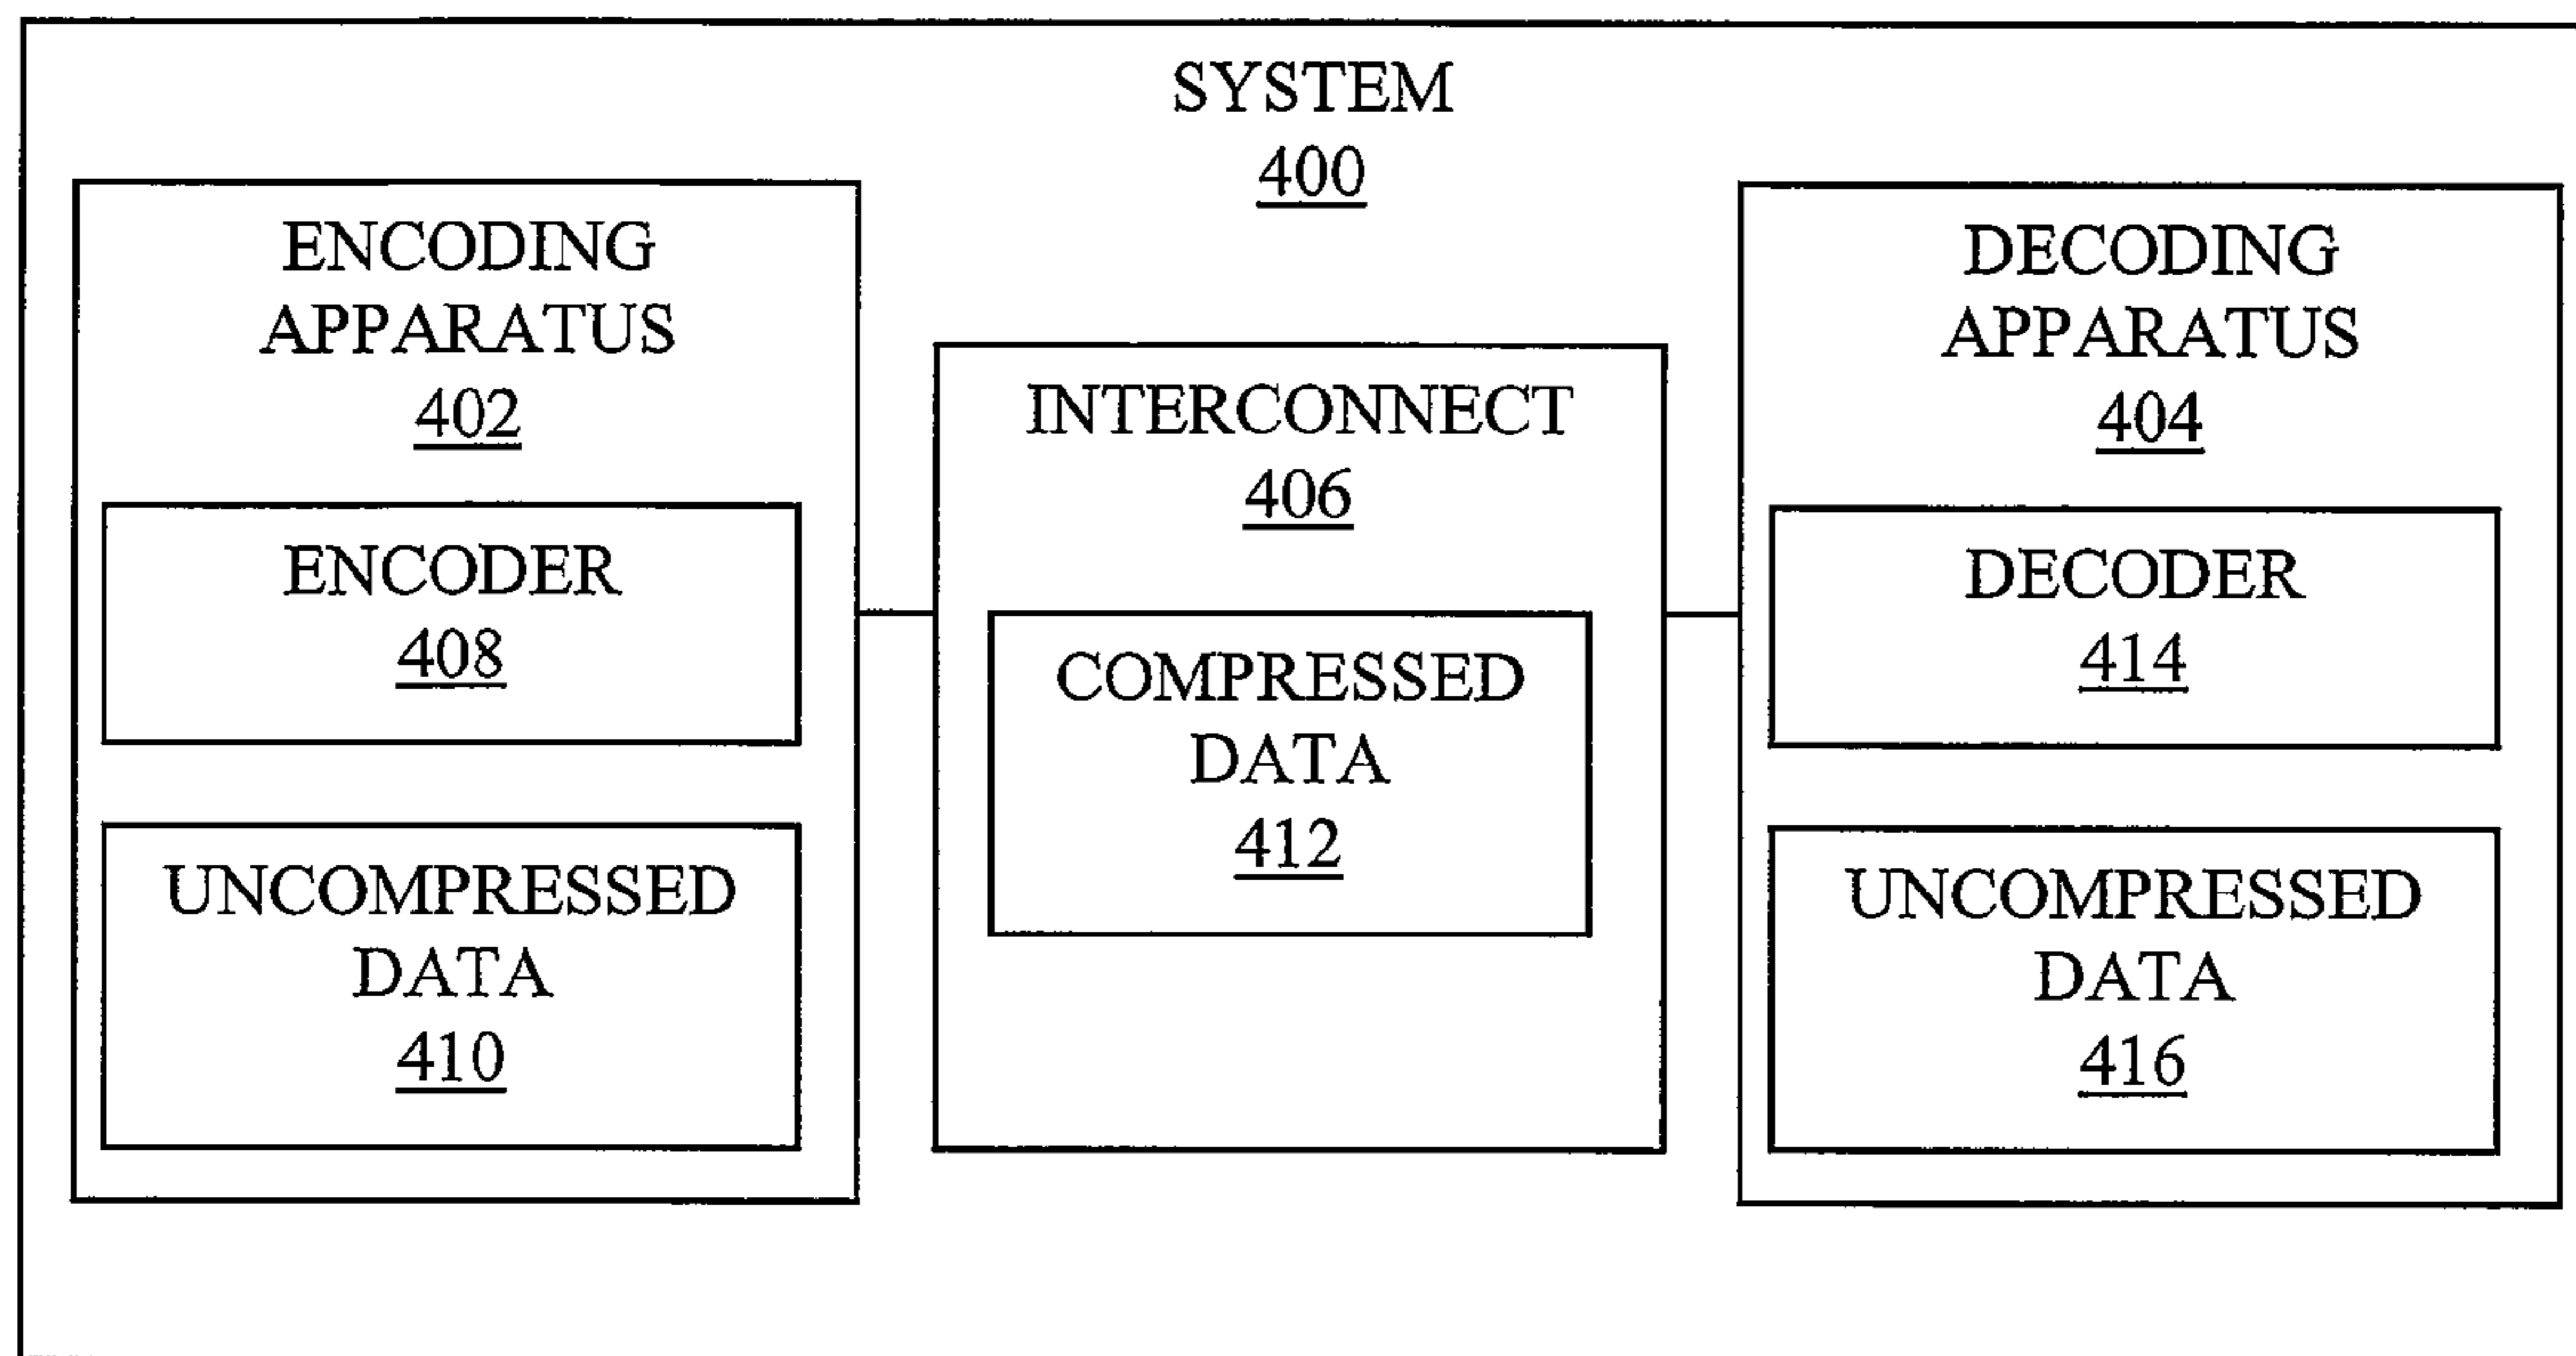 SYSTEM
400
ENCODING
APPARATUS
402
ENCODER
408
UNCOMPRESSED
DATA
410
INTERCONNECT
406
COMPRESSED
DATA
412
DECODING
APPARATUS
404
DECODER
414
UNCOMPRESSED
DATA
416